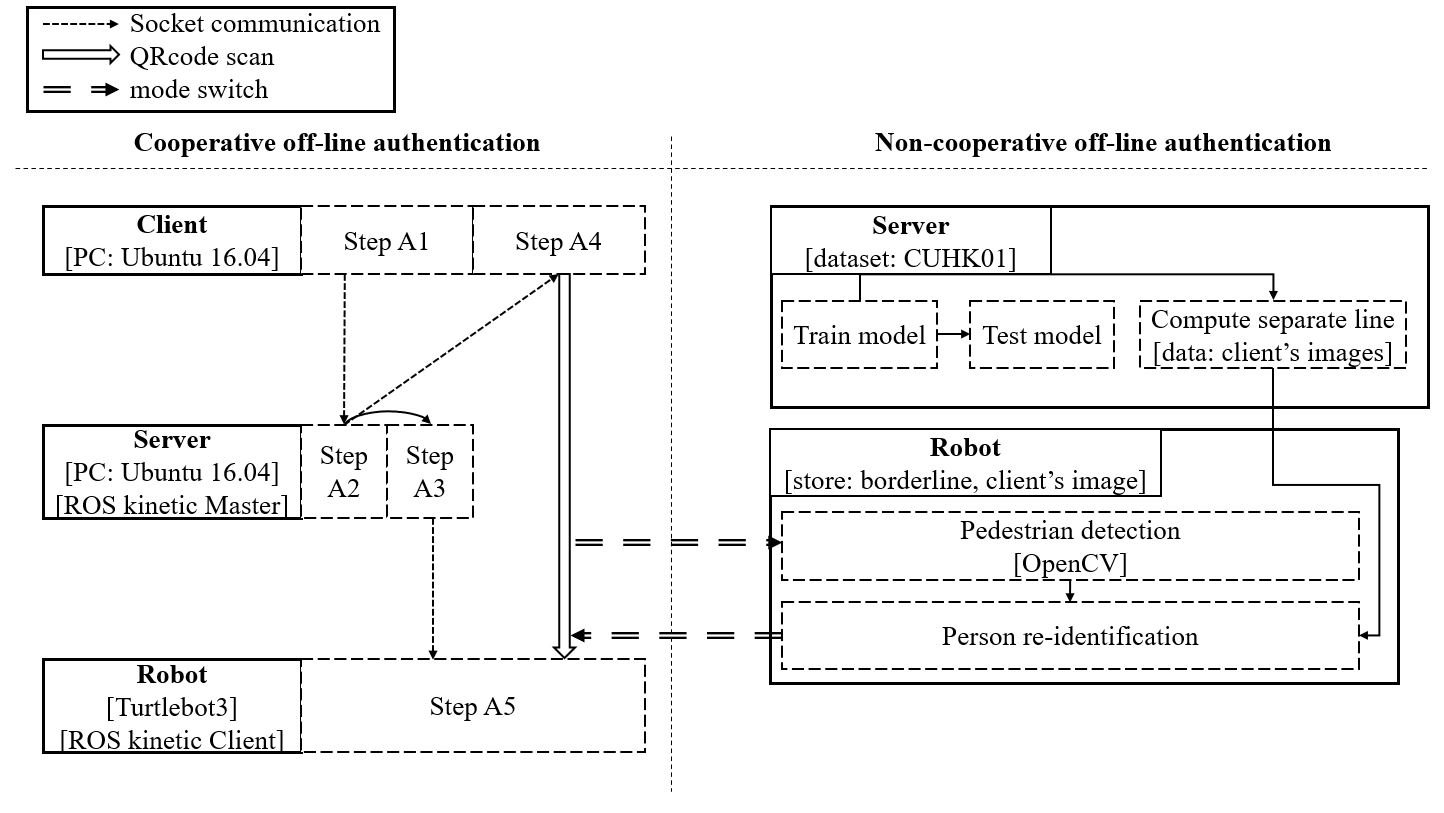 Socket communication
QRcode scan
mode switch
Cooperative off-line authentication
Non-cooperative off-line authentication
Client
[PC: Ubuntu 16.04]
Step A1
Step A4
Server
[PC: Ubuntu 16.04]
[ROS kinetic Master]
Step
A2
Step
A3
Robot
[Turtlebot3]
[ROS kinetic Client]
Step A5
Server
[dataset: CUHK01]
Train model
Test model
Compute separate line
[data: client’s images]
Robot
[store: borderline, client’s image]
Pedestrian detection
[OpenCV]
Person re-identification